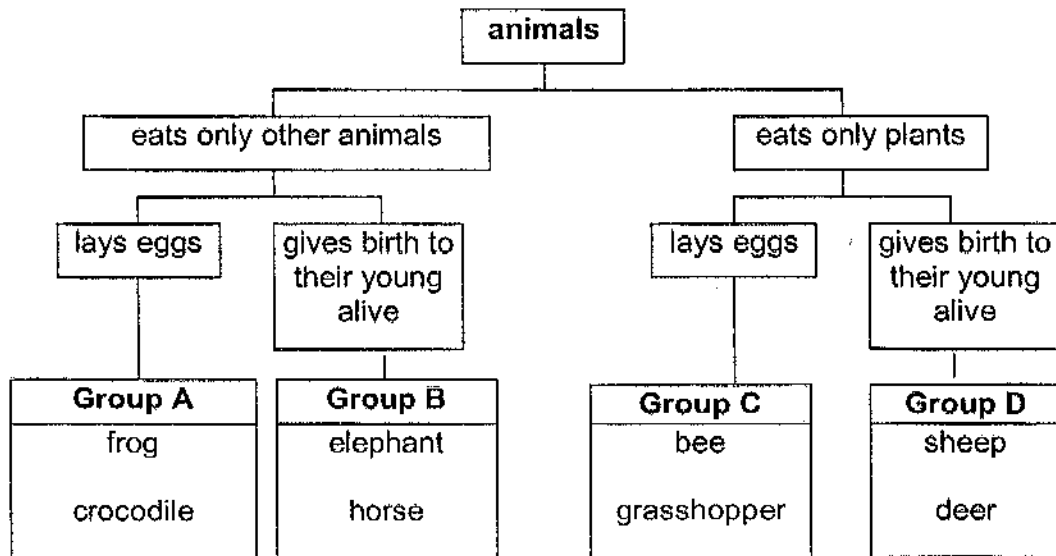 animals
eats only other animals
eats only plants
lays eggs
gives birth to
their young
alive
lays eggs
gives birth to
their young
alive
Group A
frog
crocodile
Group B
elephant
horse
Group C
bee
grasshopper
Group D
sheep
deer